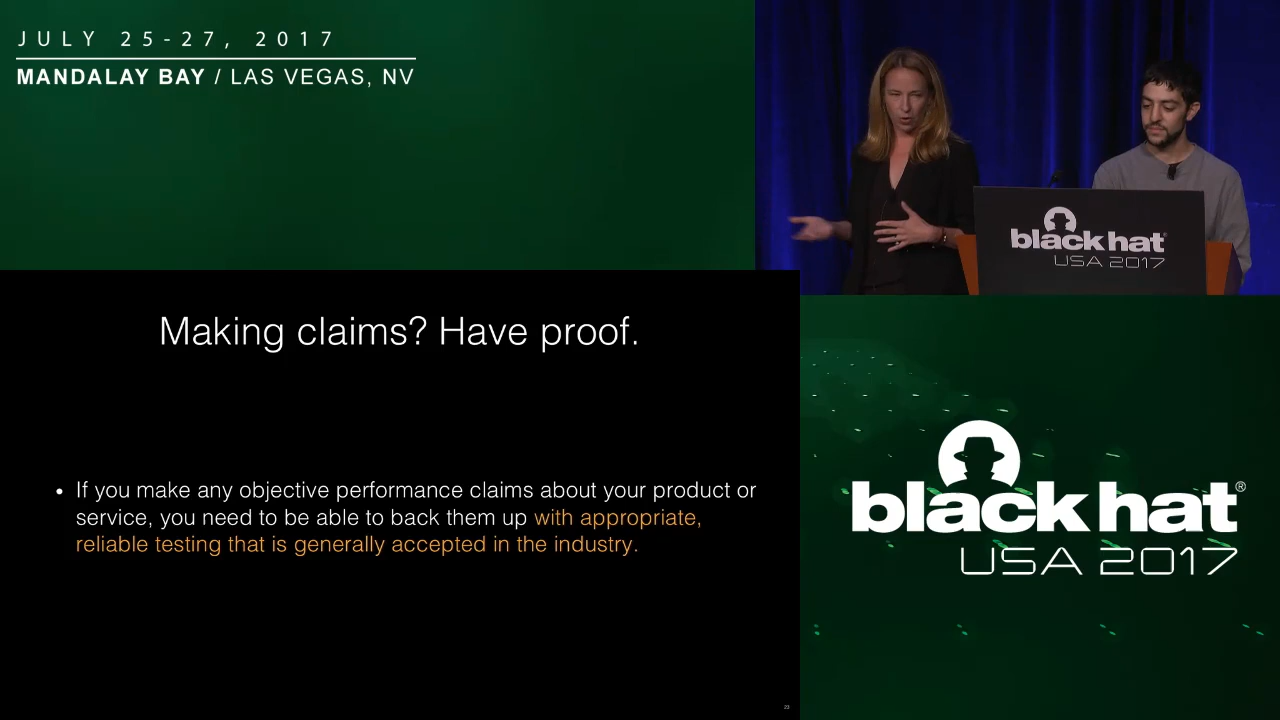 JULY 25-27, 2017
MANDALAY BAY / LAS VEGAS, NV
black hat
USA 2017
Making claims? Have proof.
• If you make any objective performance claims about your product or
service, you need to be able to back them up with appropriate,
reliable testing that is generally accepted in the industry.
23
black hat®
USA 2017